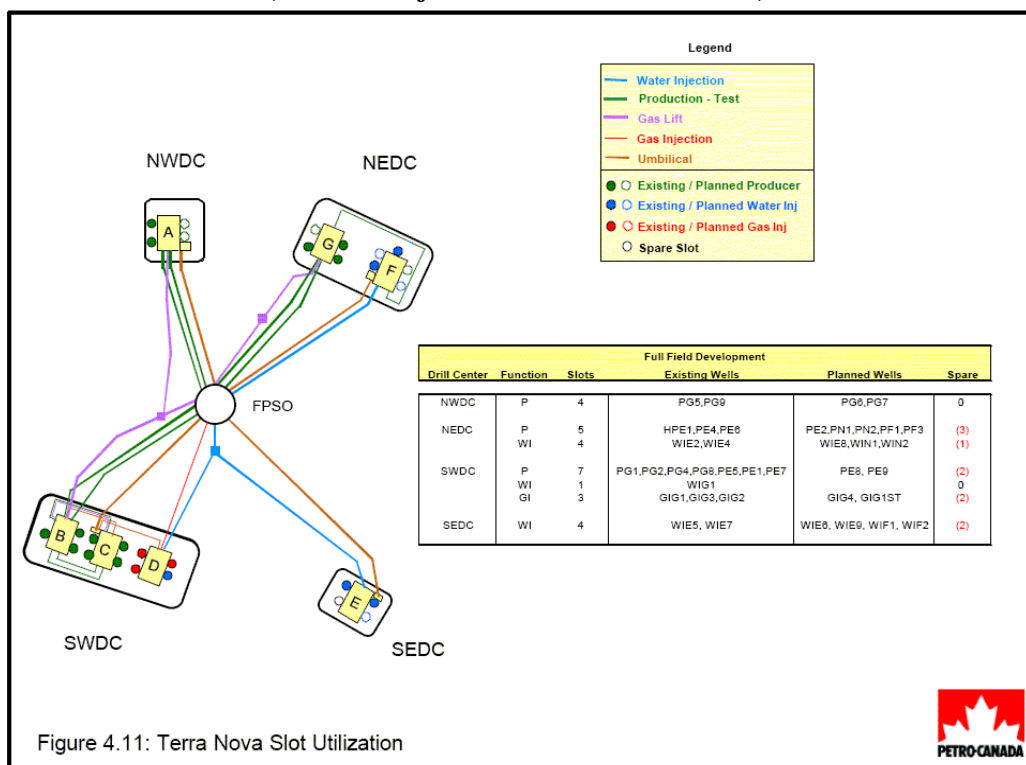 Legend
Water Injection
Production - Test
Gas Lift
Gas Injection
Umbilical
Existing / Planned Producer
Existing / Planned Water Inj
Existing / Planned Gas Inj
Spare Slot
NWDC
NEDC
A
G
F
FPSO
B
C
D
E
SWDC
SEDC
Full Field Development
Drill Center Function Slots Existing Wells Planned Wells Spare
NWDC P 4 PG5,PG9 PG6,PG7 0
NEDC P 5 HPE1,PE4,PE6 PE2,PN1,PN2,PF1,PF3 (3)
WI 4 WIE2,WIE4 WIE8,WIN1,WIN2 (1)
SWDC P 7 PG1,PG2,PG4,PG8,PE5,PE1,PE7 PE8, PE9 (2)
WI 1 WIG1 0
GI 3 GIG1,GIG3,GIG2 GIG4, GIG1ST (2)
SEDC WI 4 WIE5, WIE7 WIE6, WIE9, WIF1, WIF2 (2)
Figure 4.11: Terra Nova Slot Utilization
PETRO-CANADA